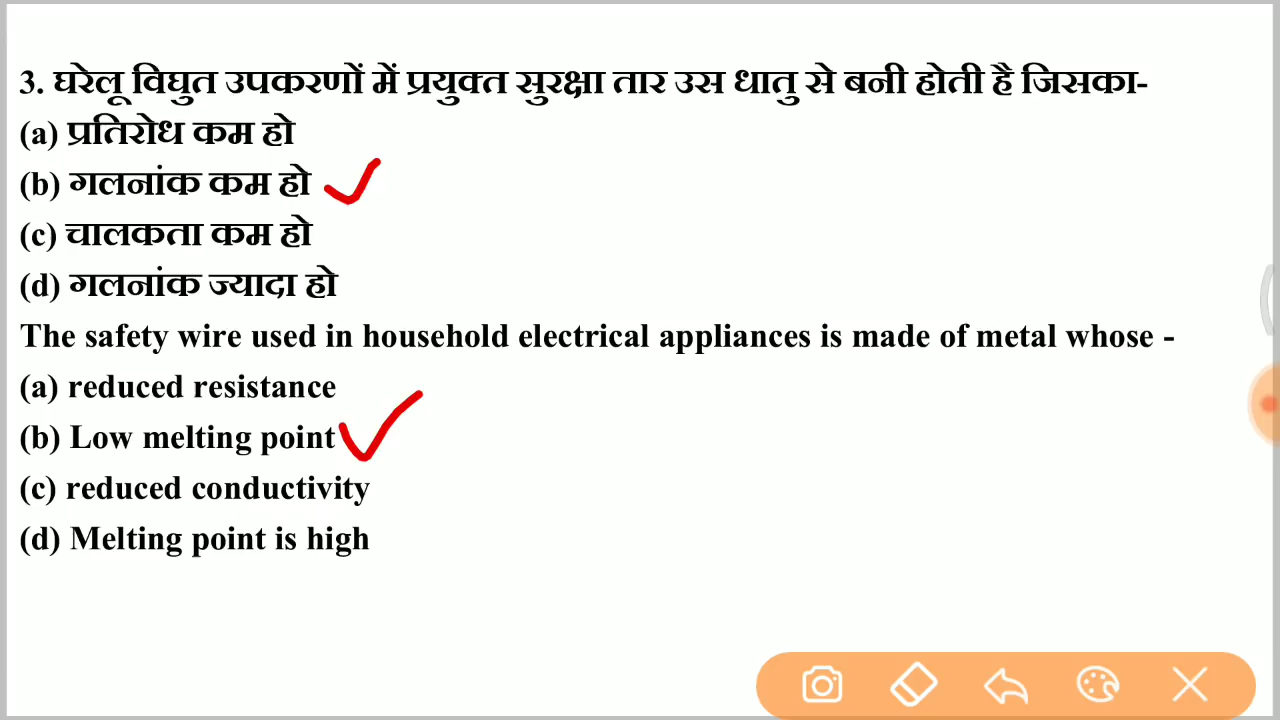 3. घरेलू विघुत उपकरणों में प्रयुक्त सुरक्षा तार उस धातु से बनी होती है जिसका-
(a) प्रतिरोध कम हो
(b) गलनांक कम हो
(c) चालकता कम हो
(d) गलनांक ज्यादा हो
The safety wire used in household electrical appliances is made of metal whose -
(a) reduced resistance
(b) Low melting point
(c) reduced conductivity
(d) Melting point is high